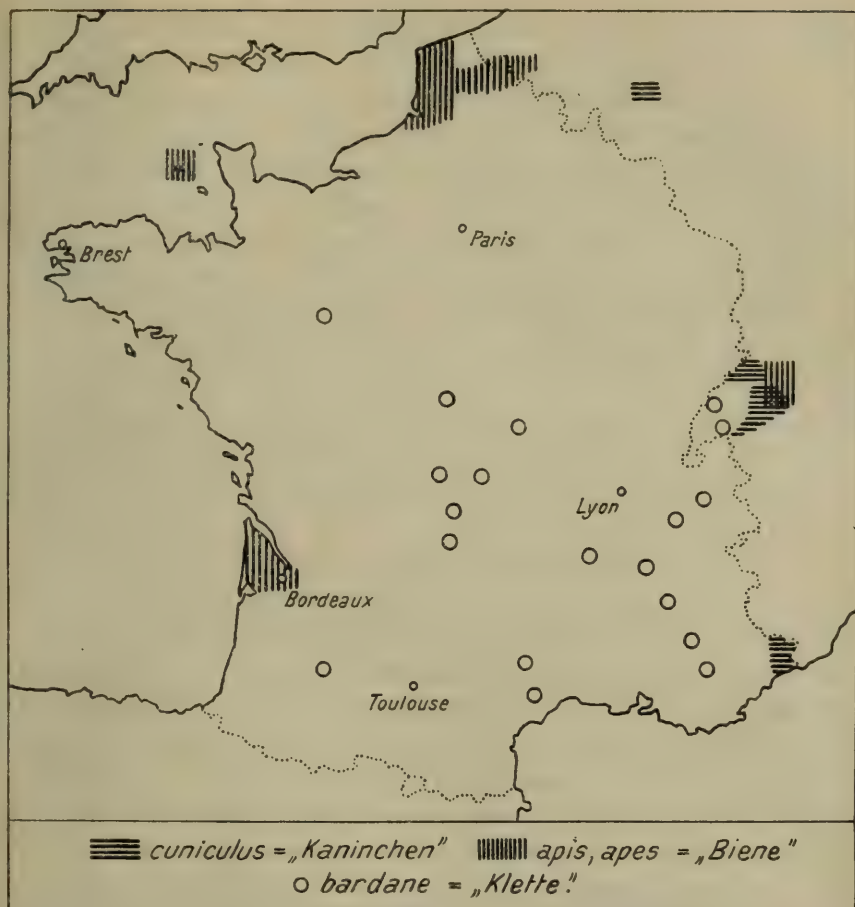 Paris
Brest
Lyon
Bordeaux
Toulouse
cuniculus = „Kaninchen" apis, apes = „Biene"
bardane = „Klette".